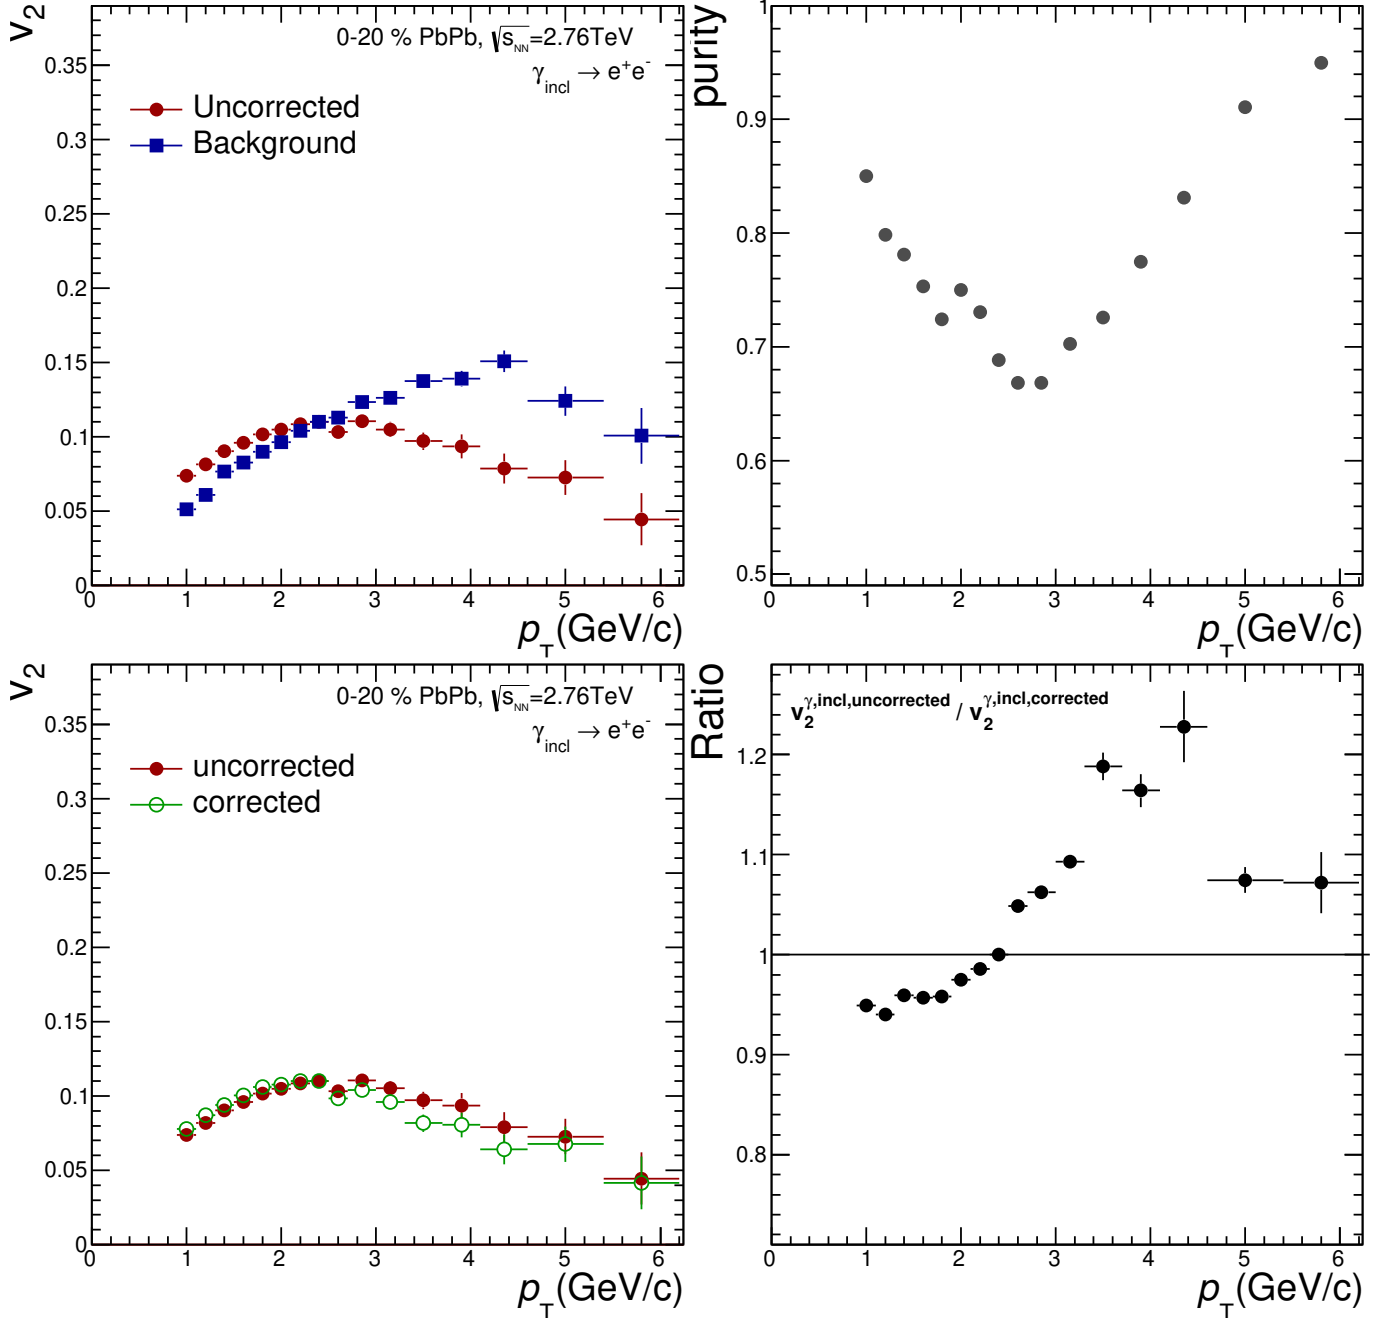 v2
0-20 % PbPb, √sNN=2.76TeV
γincl → e+e-
Uncorrected
Background
0.35
0.3
0.25
0.2
0.15
0.1
0.05
0
0 1 2 3 4 5 6
pT(GeV/c)
purity
1
0.9
0.8
0.7
0.6
0.5
0 1 2 3 4 5 6
pT(GeV/c)
v2
0-20 % PbPb, √sNN=2.76TeV
γincl → e+e-
uncorrected
corrected
0.35
0.3
0.25
0.2
0.15
0.1
0.05
0
0 1 2 3 4 5 6
pT(GeV/c)
Ratio
v2γ,incl,uncorrected / v2γ,incl,corrected
1.2
1.1
1
0.9
0.8
0 1 2 3 4 5 6
pT(GeV/c)